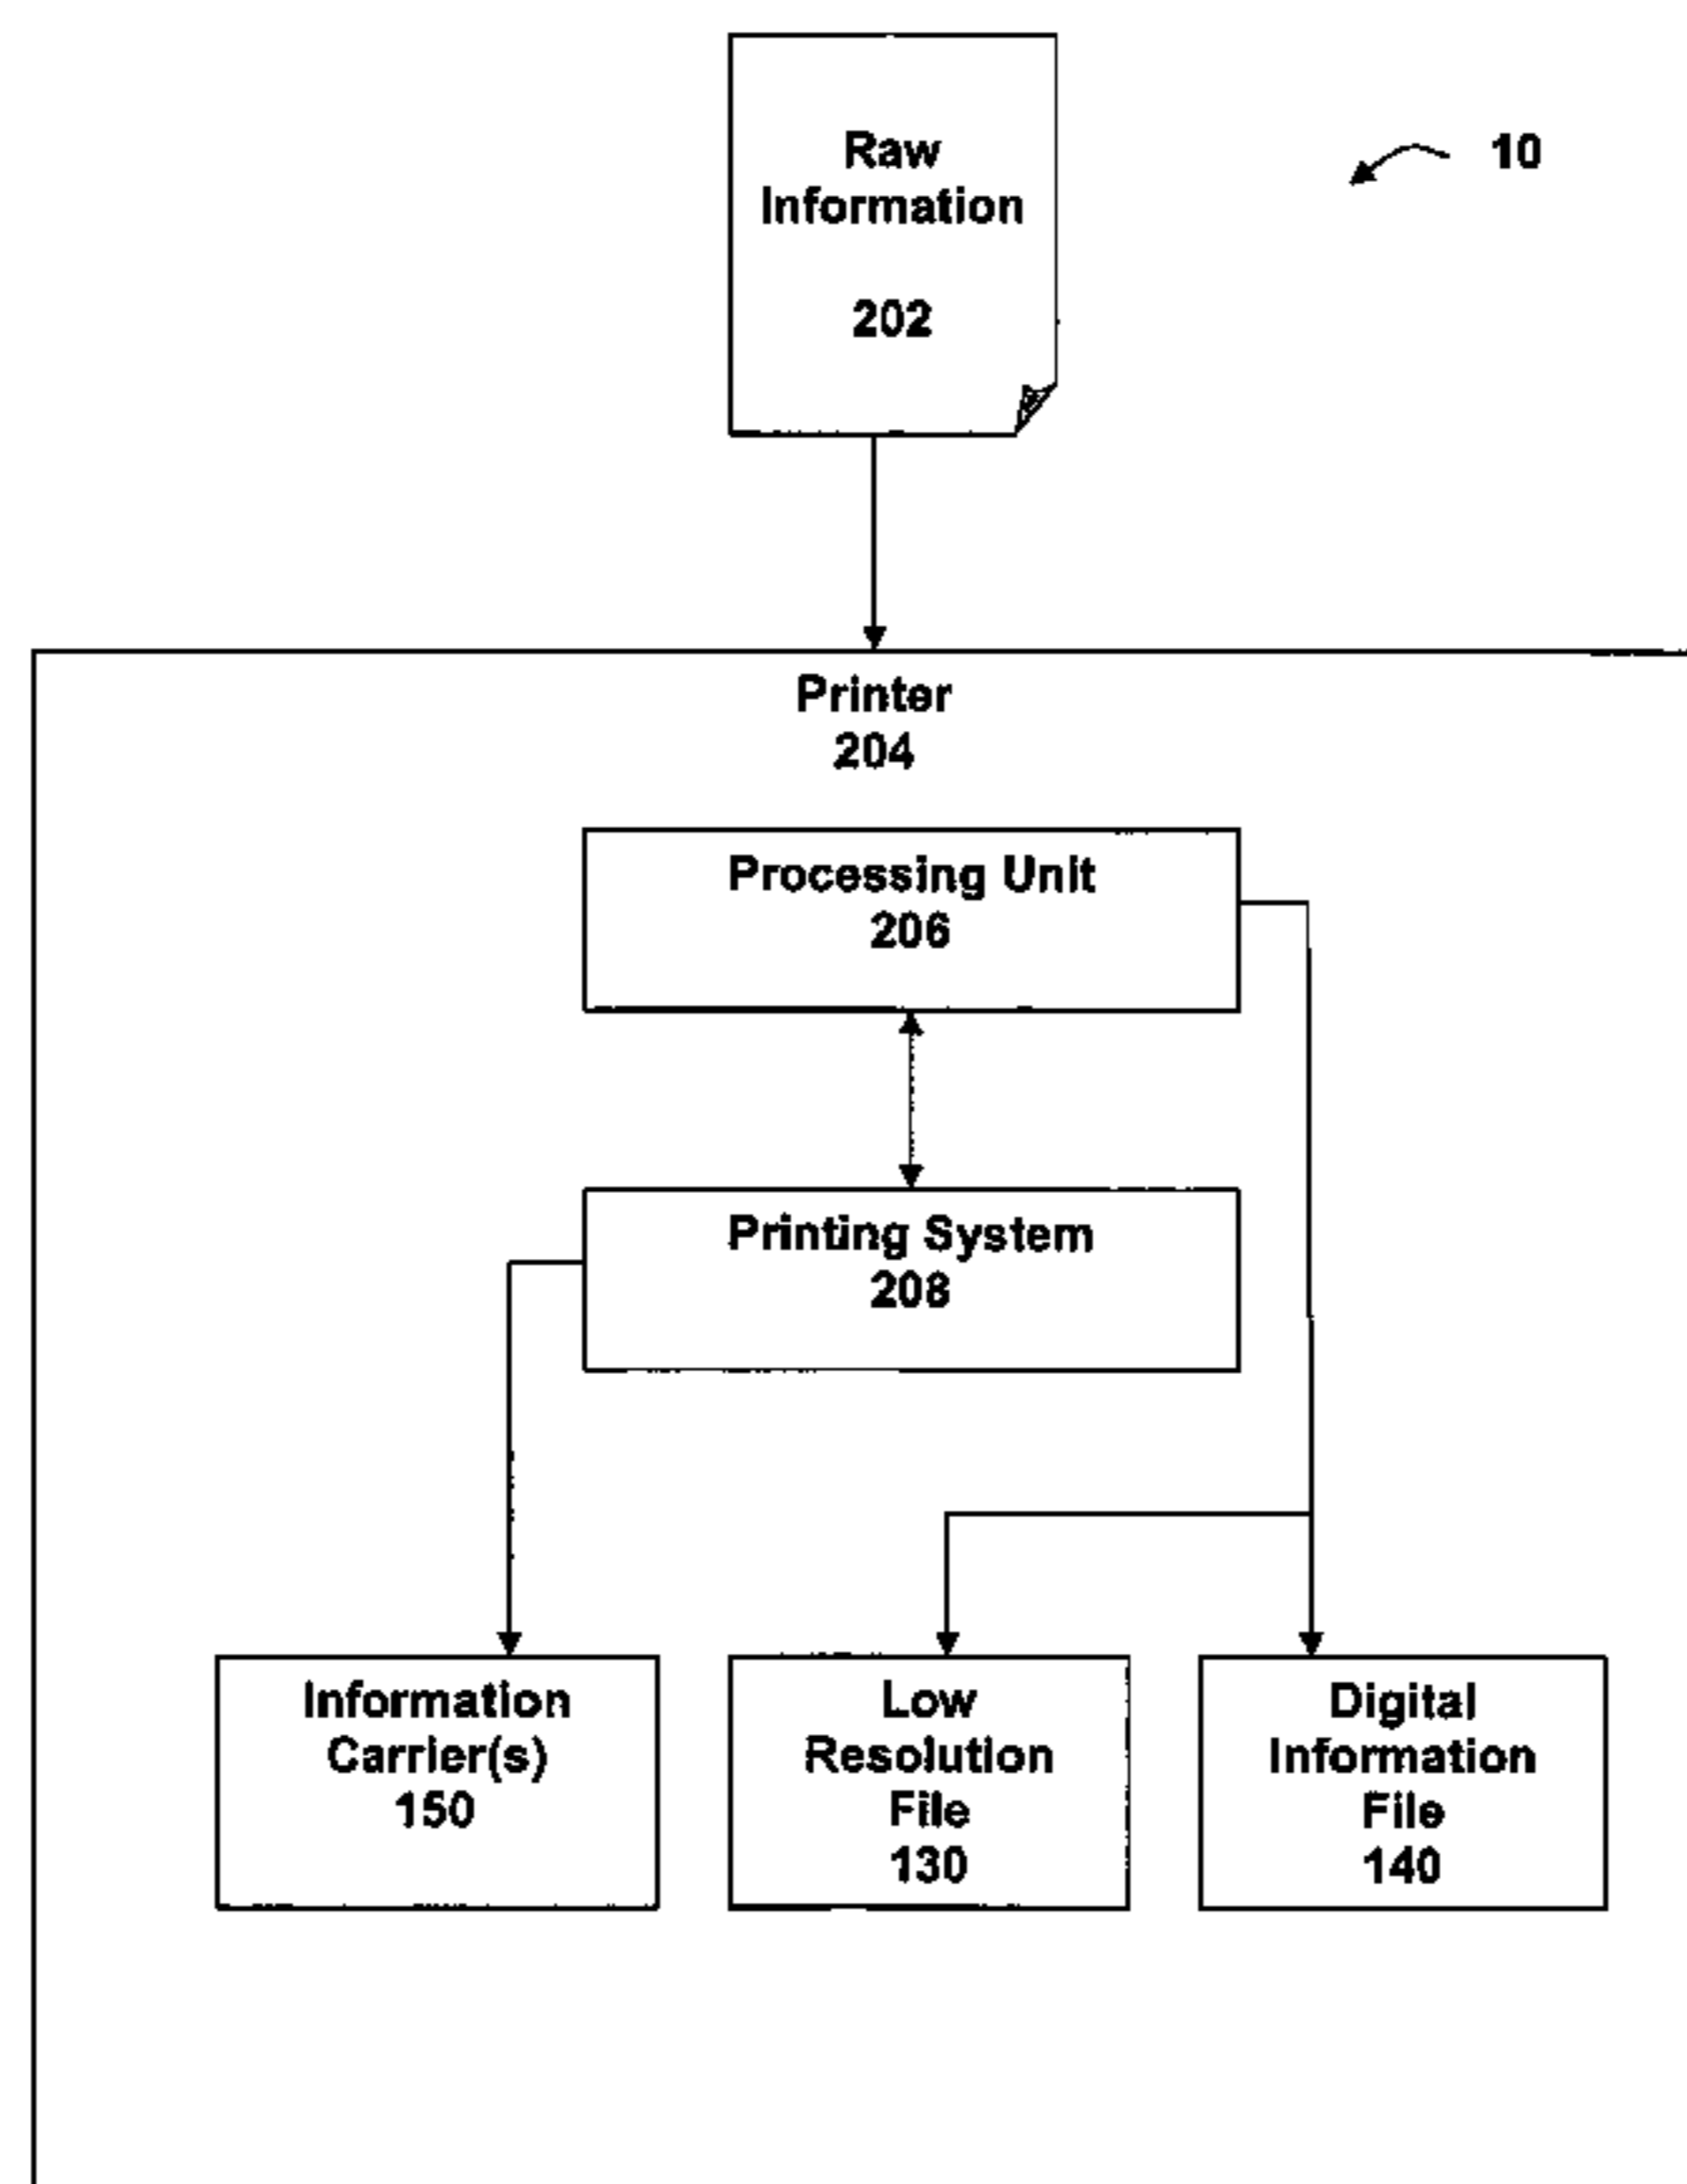 Raw
Information
202
10
Printer
204
Processing Unit
206
Printing System
208
Information
Carrier(s)
150
Low
Resolution
File
130
Digital
Information
File
140